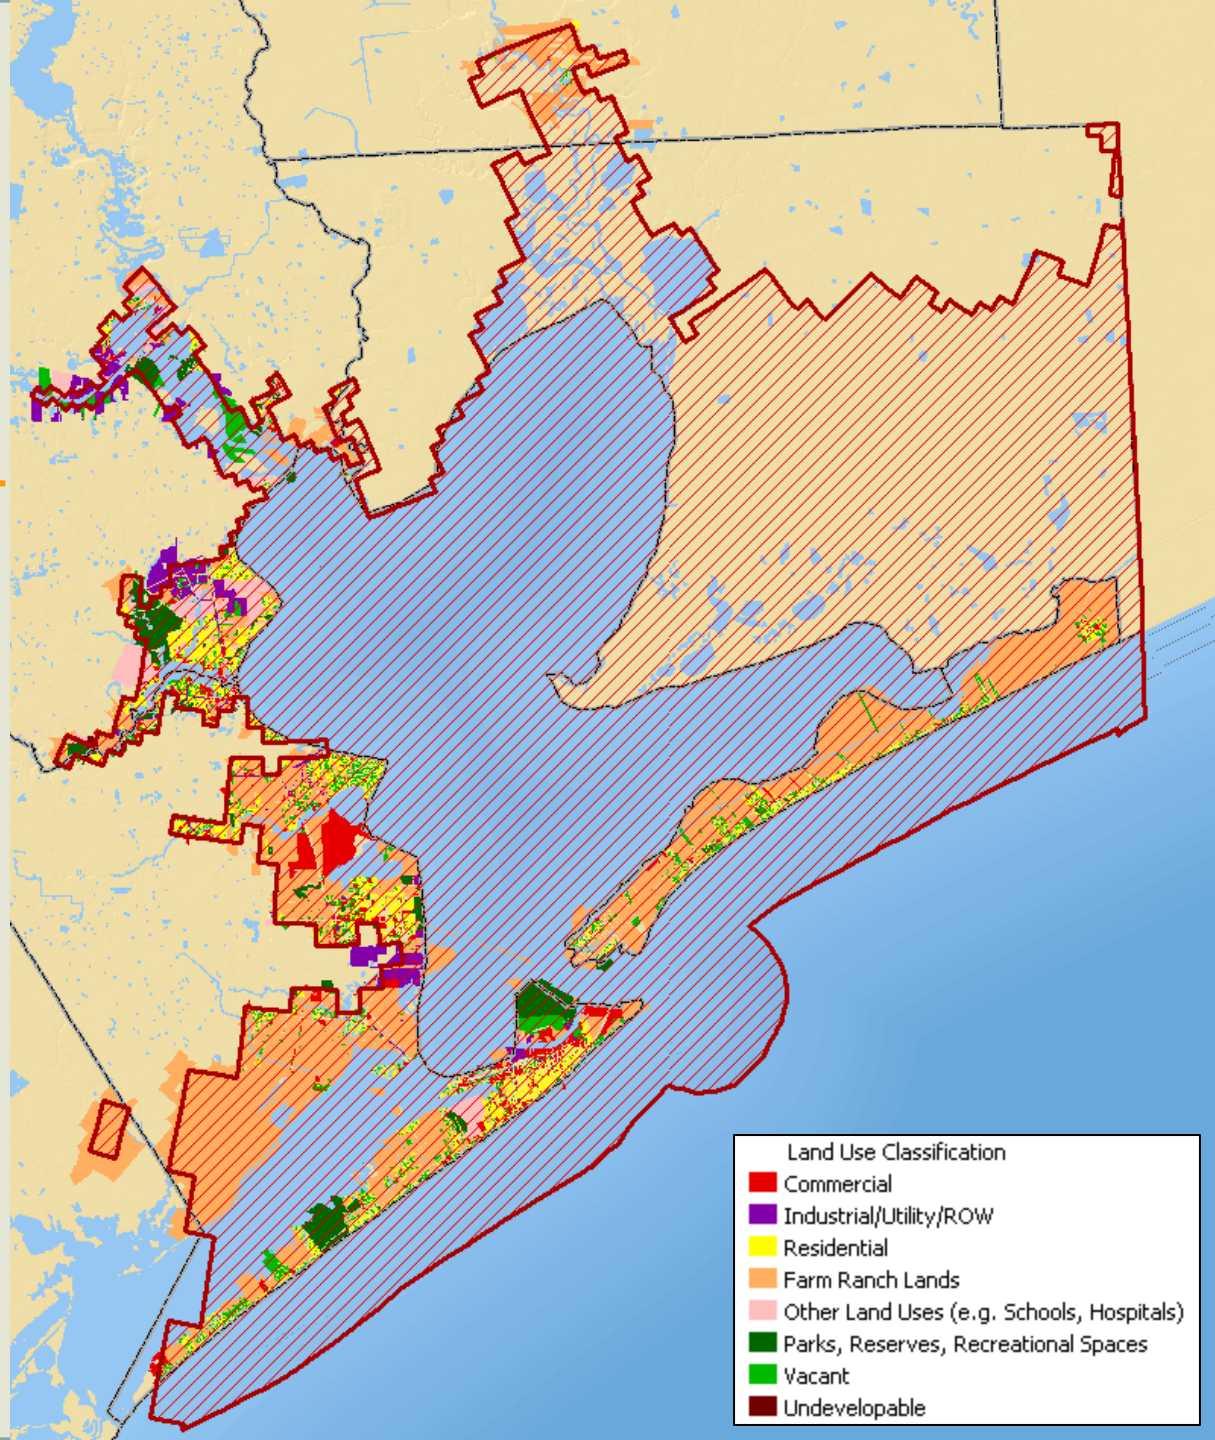 Land Use Classification
Commercial
Industrial/Utility/ROW
Residential
Farm Ranch Lands
Other Land Uses (e.g. Schools, Hospitals)
Parks, Reserves, Recreational Spaces
Vacant
Undevelopable